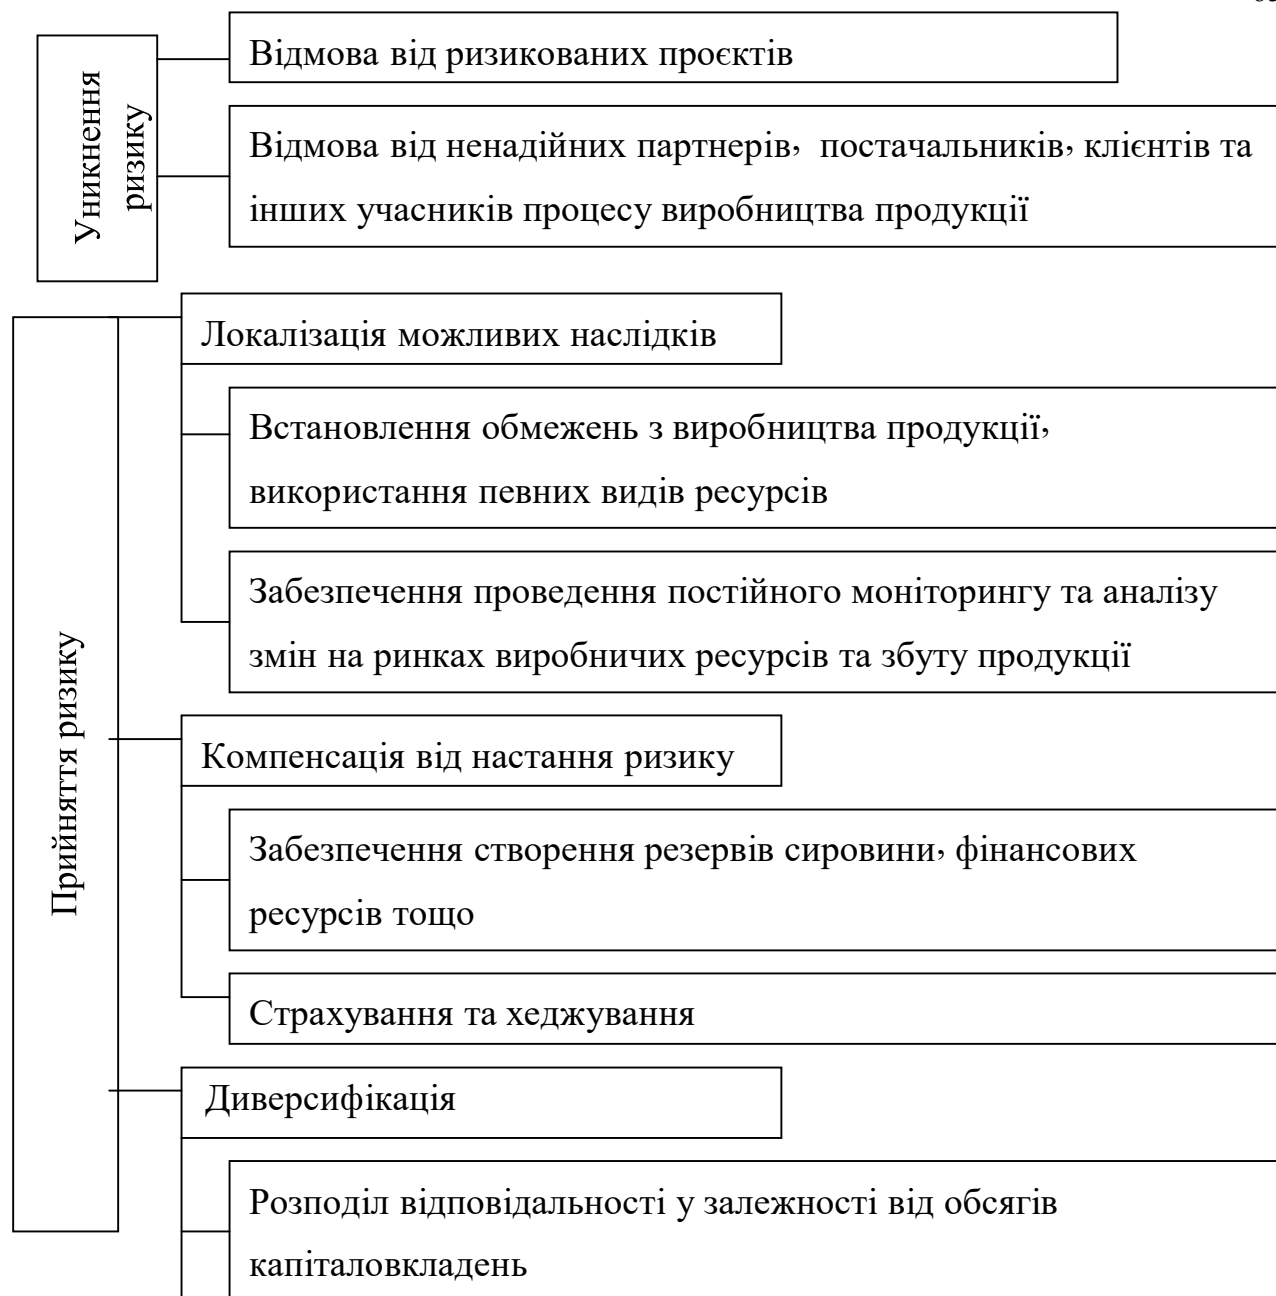 Уникнення
ризику
Відмова від ризикованих проєктів
Відмова від ненадійних партнерів, постачальників, клієнтів та
інших учасників процесу виробництва продукції
Прийняття ризику
Локалізація можливих наслідків
Встановлення обмежень з виробництва продукції,
використання певних видів ресурсів
Забезпечення проведення постійного моніторингу та аналізу
змін на ринках виробничих ресурсів та збуту продукції
Компенсація від настання ризику
Забезпечення створення резервів сировини, фінансових
ресурсів тощо
Страхування та хеджування
Диверсифікація
Розподіл відповідальності у залежності від обсягів
капіталовкладень